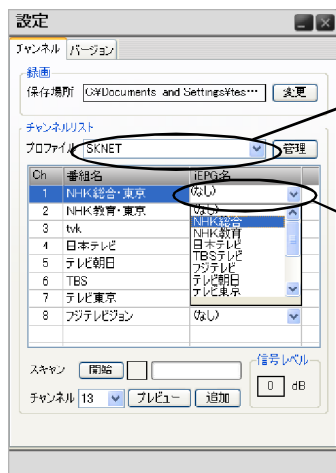 設定
チャンネル バージョン
録画
保存場所 C:¥Documents and Settings¥tes… 変更
チャンネルリスト
プロファイル SKNET 管理
Ch 番組名 iEPG名
1 NHK総合・東京 (なし)
2 NHK教育・東京 (なし)
NHK総合
3 tvk NHK教育
4 日本テレビ 日本テレビ
TBSテレビ
5 テレビ朝日 フジテレビ
6 TBS テレビ朝日
7 テレビ東京 テレビ東京
8 フジテレビジョン (なし)
信号レベル
スキャン 開始
0 dB
チャンネル 13 プレビュー 追加